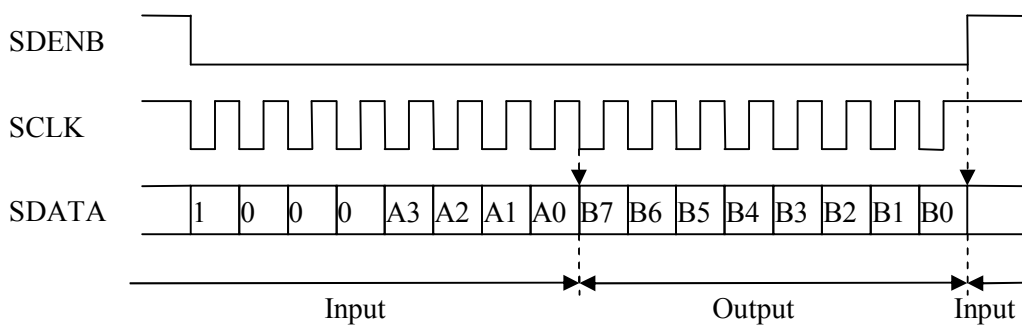 SDENB
SCLK
SDATA 1 0 0 0 A3 A2 A1 A0 B7 B6 B5 B4 B3 B2 B1 B0
Input Output Input